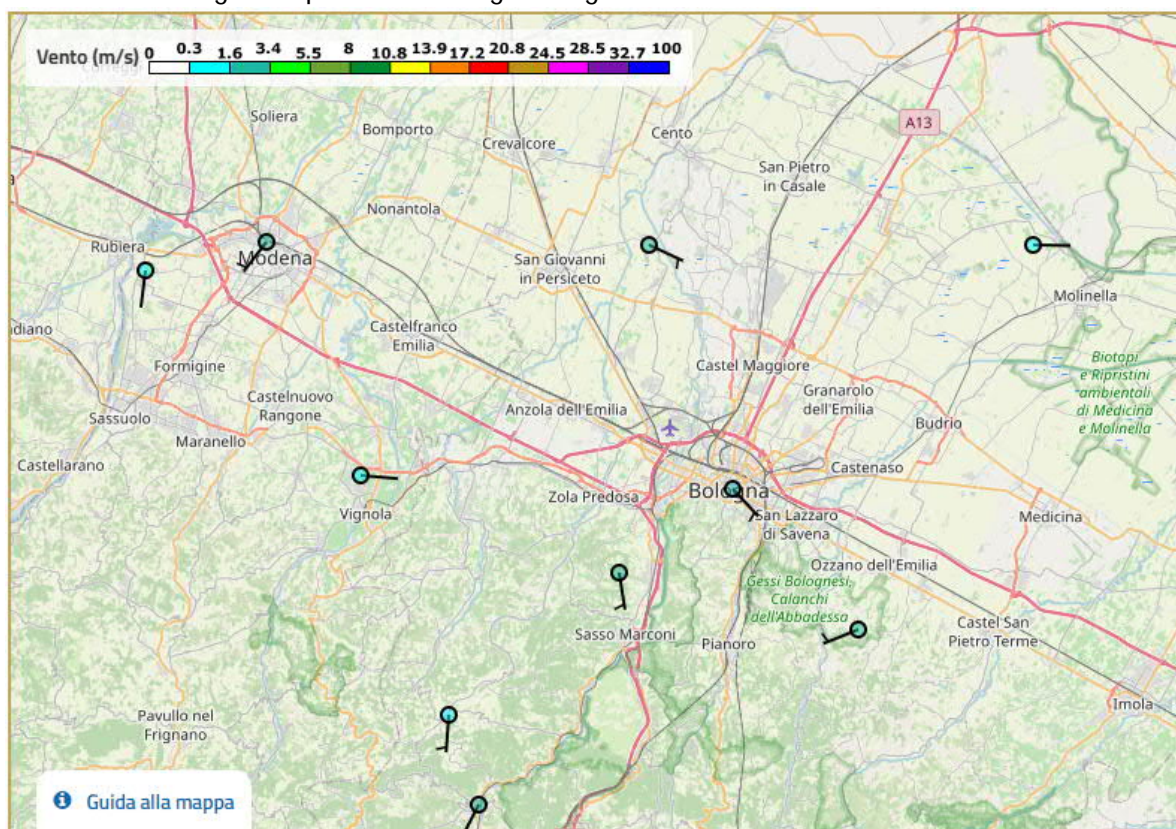 Vento (m/s) 0 0.3 1.6 3.4 5.5 8 10.8 13.9 17.2 20.8 24.5 28.5 32.7 100
Soliera
Bomporto
Crevalcore
Cento
A13
San Pietro
in Casale
Nonantola
Rubiera
Modena
San Giovanni
in Persiceto
Molinella
Castelfranco
Emilia
Formigine
Castel Maggiore
Biotopi
e Ripristini
ambientali
di Medicina
e Molinella
Castelnuovo
Rangone
Granarolo
dell'Emilia
Sassuolo
Anzola dell'Emilia
Budrio
Maranello
Castellarano
Castenaso
Zola Predosa
Bologna
Vignola
San Lazzaro
di Savena
Medicina
Ozzano dell'Emilia
Gessi Bolognesi,
Calanchi
dell'Abbadessa
Sasso Marconi
Pianoro
Castel San
Pietro Terme
Imola
Pavullo nel
Frignano
Guida alla mappa